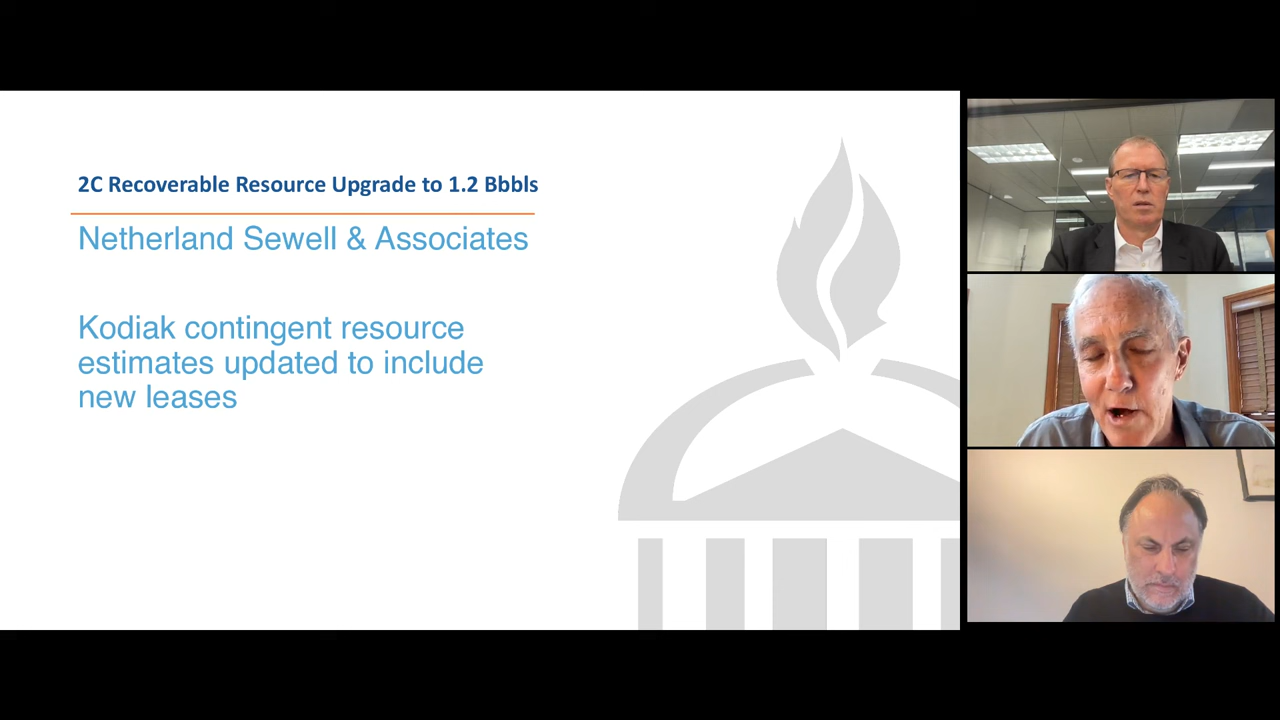 2C Recoverable Resource Upgrade to 1.2 Bbbls
Netherland Sewell & Associates
Kodiak contingent resource
estimates updated to include
new leases